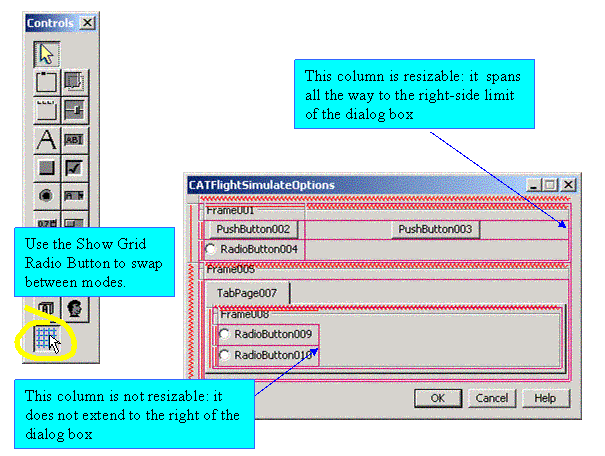 Controls
A
ABI
This column is resizable: it spans
all the way to the right-side limit
of the dialog box
CATFlightSimulateOptions
Frame001
PushButton002 PushButton003
RadioButton004
Use the Show Grid
Radio Button to swap
between modes.
Frame005
TabPage007
Frame008
RadioButton009
RadioButton010
This column is not resizable: it
does not extend to the right of the
dialog box
OK Cancel Help